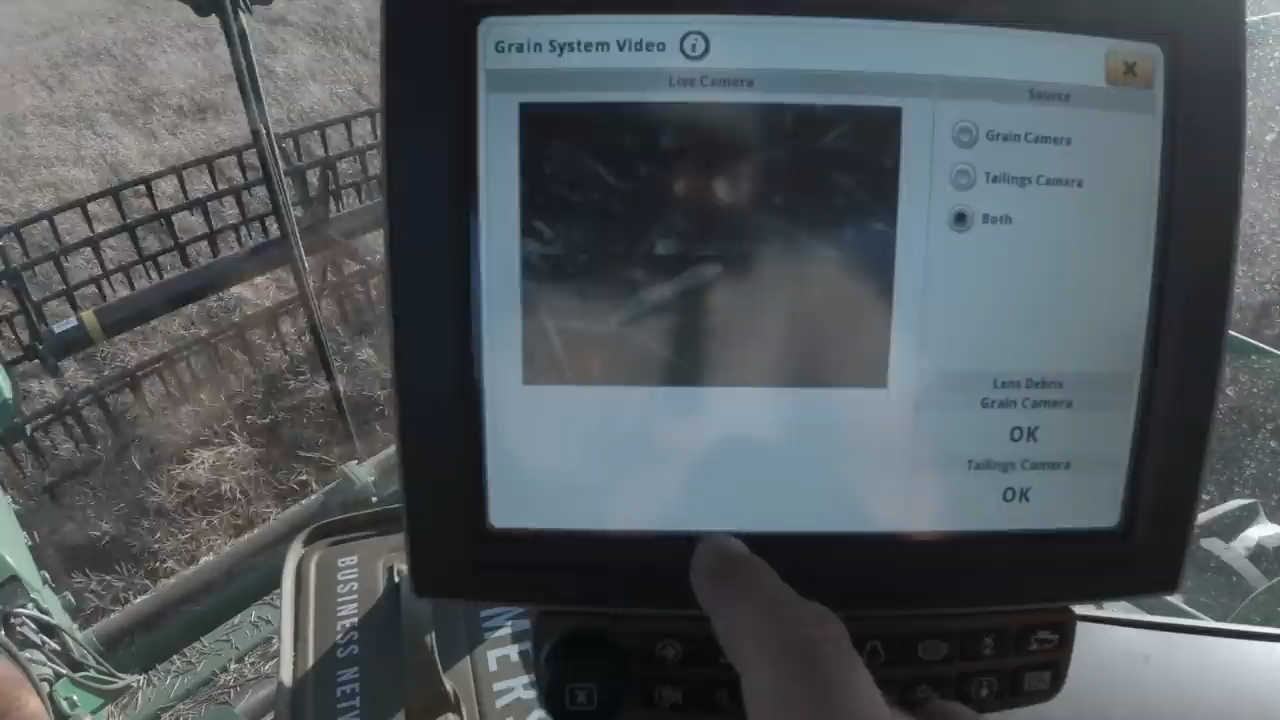 Grain System Video
Live Camera
Source
Grain Camera
Tailings Camera
Both
Lens Debris
Grain Camera
OK
Tailings Camera
OK
BUSINESS NETW
MERS